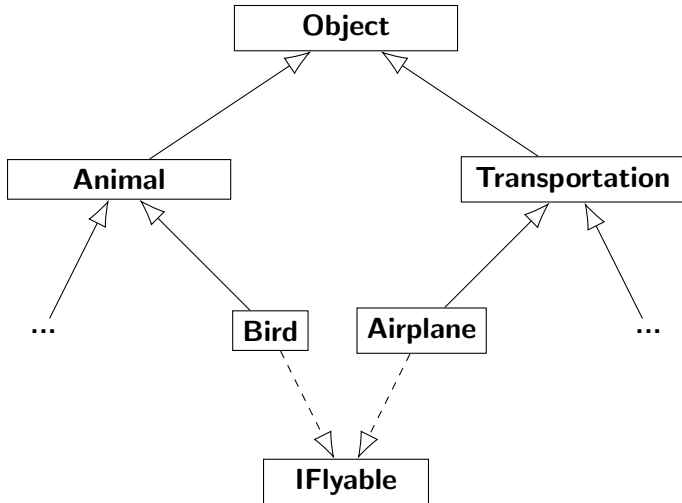 Object
Animal
Transportation
...
Bird
Airplane
...
IFlyable